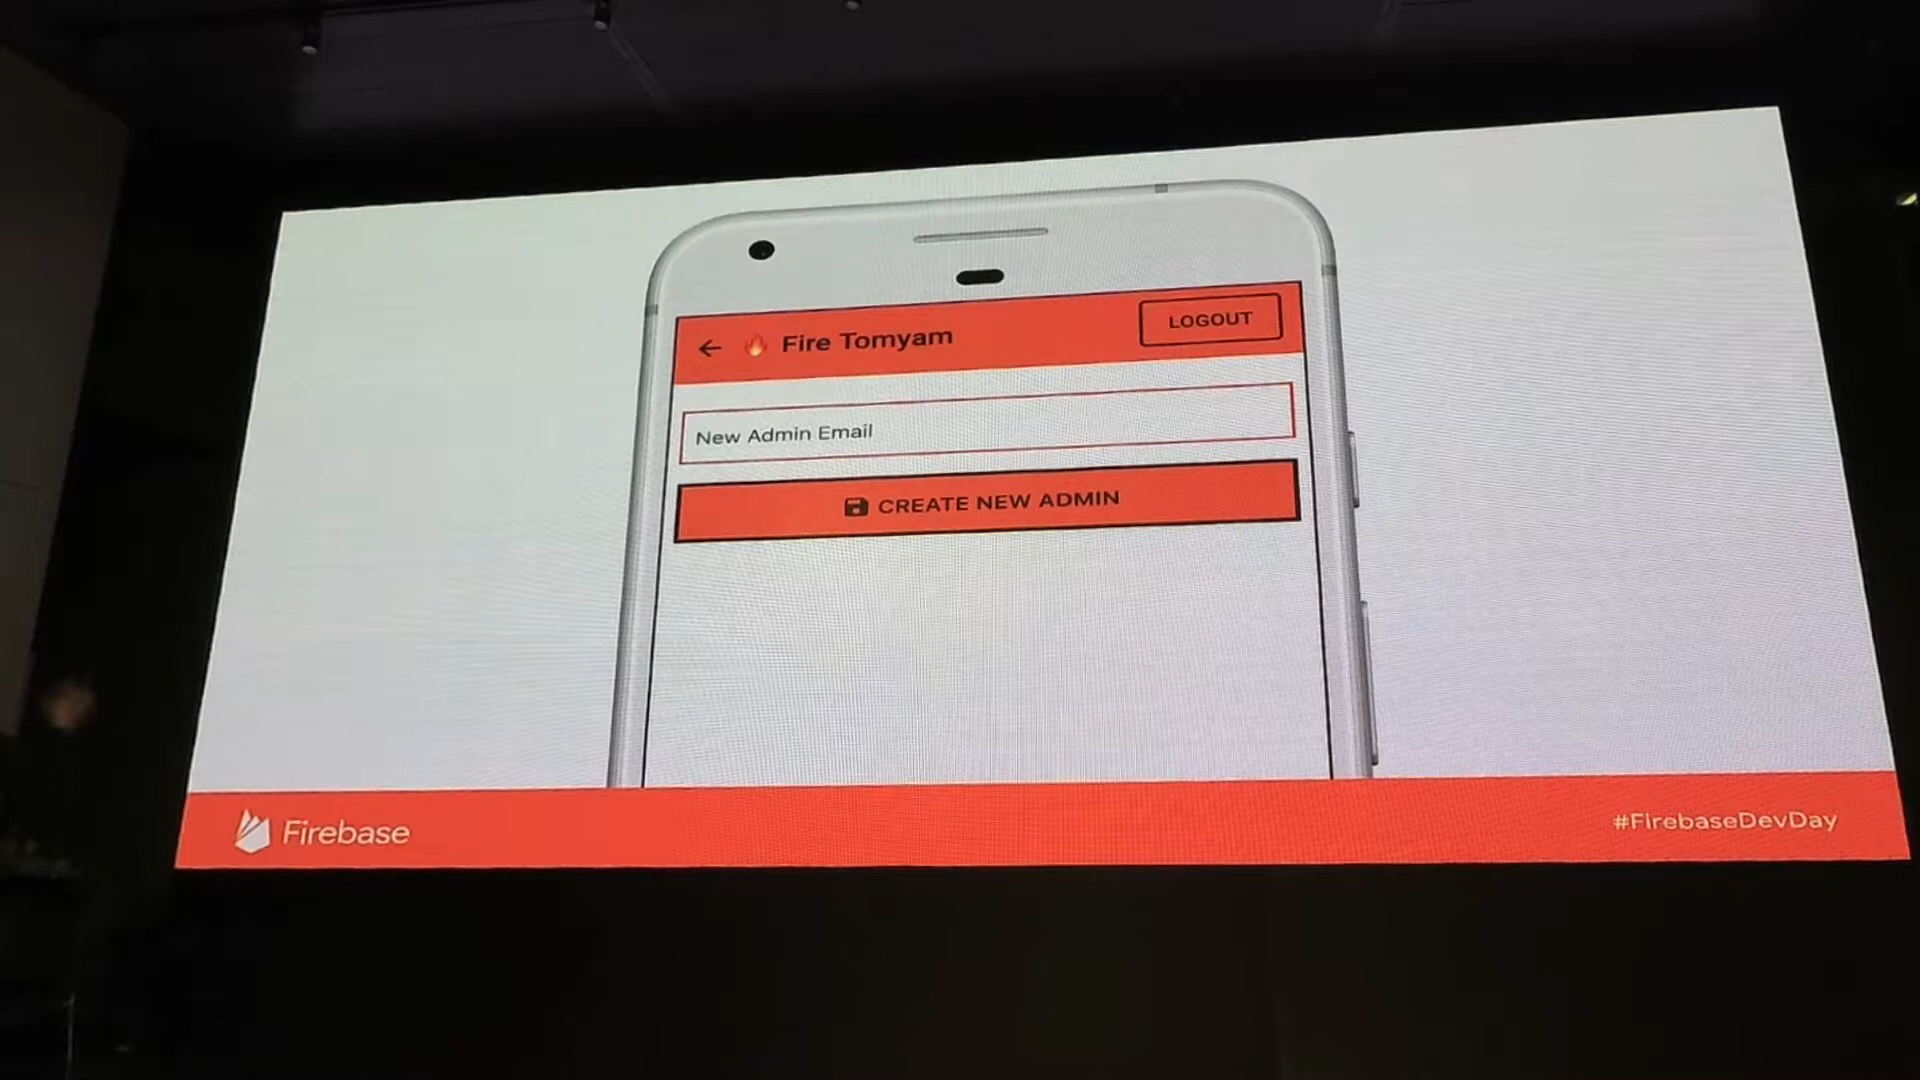 Fire Tomyam
LOGOUT
New Admin Email
CREATE NEW ADMIN
Firebase
#FirebaseDevDay